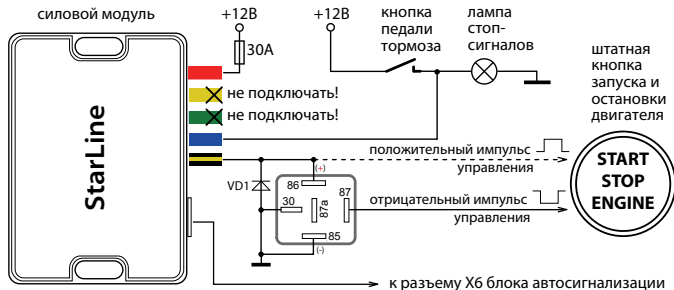 силовой модуль
+12В
+12В
кнопка
педали
тормоза
лампа
стоп-
сигналов
штатная
кнопка
запуска и
остановки
двигателя
30А
не подключать!
не подключать!
StarLine
положительный импульс
управления
(+)
VD1
86
87
30
87a
85
(-)
отрицательный импульс
управления
START
STOP
ENGINE
к разъему X6 блока автосигнализации